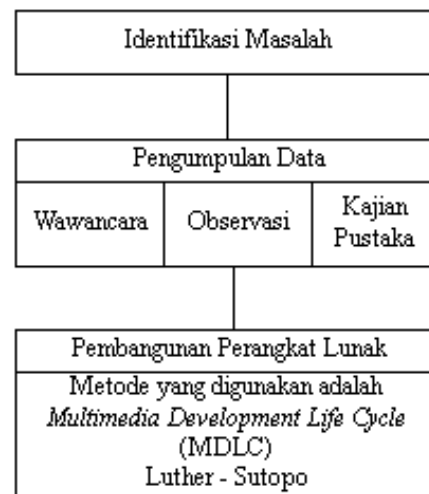 Identifikasi Masalah
Pengumpulan Data
Wawancara
Observasi
Kajian
Pustaka
Pembangunan Perangkat Lunak
Metode yang digunakan adalah
Multimedia Development Life Cycle
(MDLC)
Luther - Sutopo